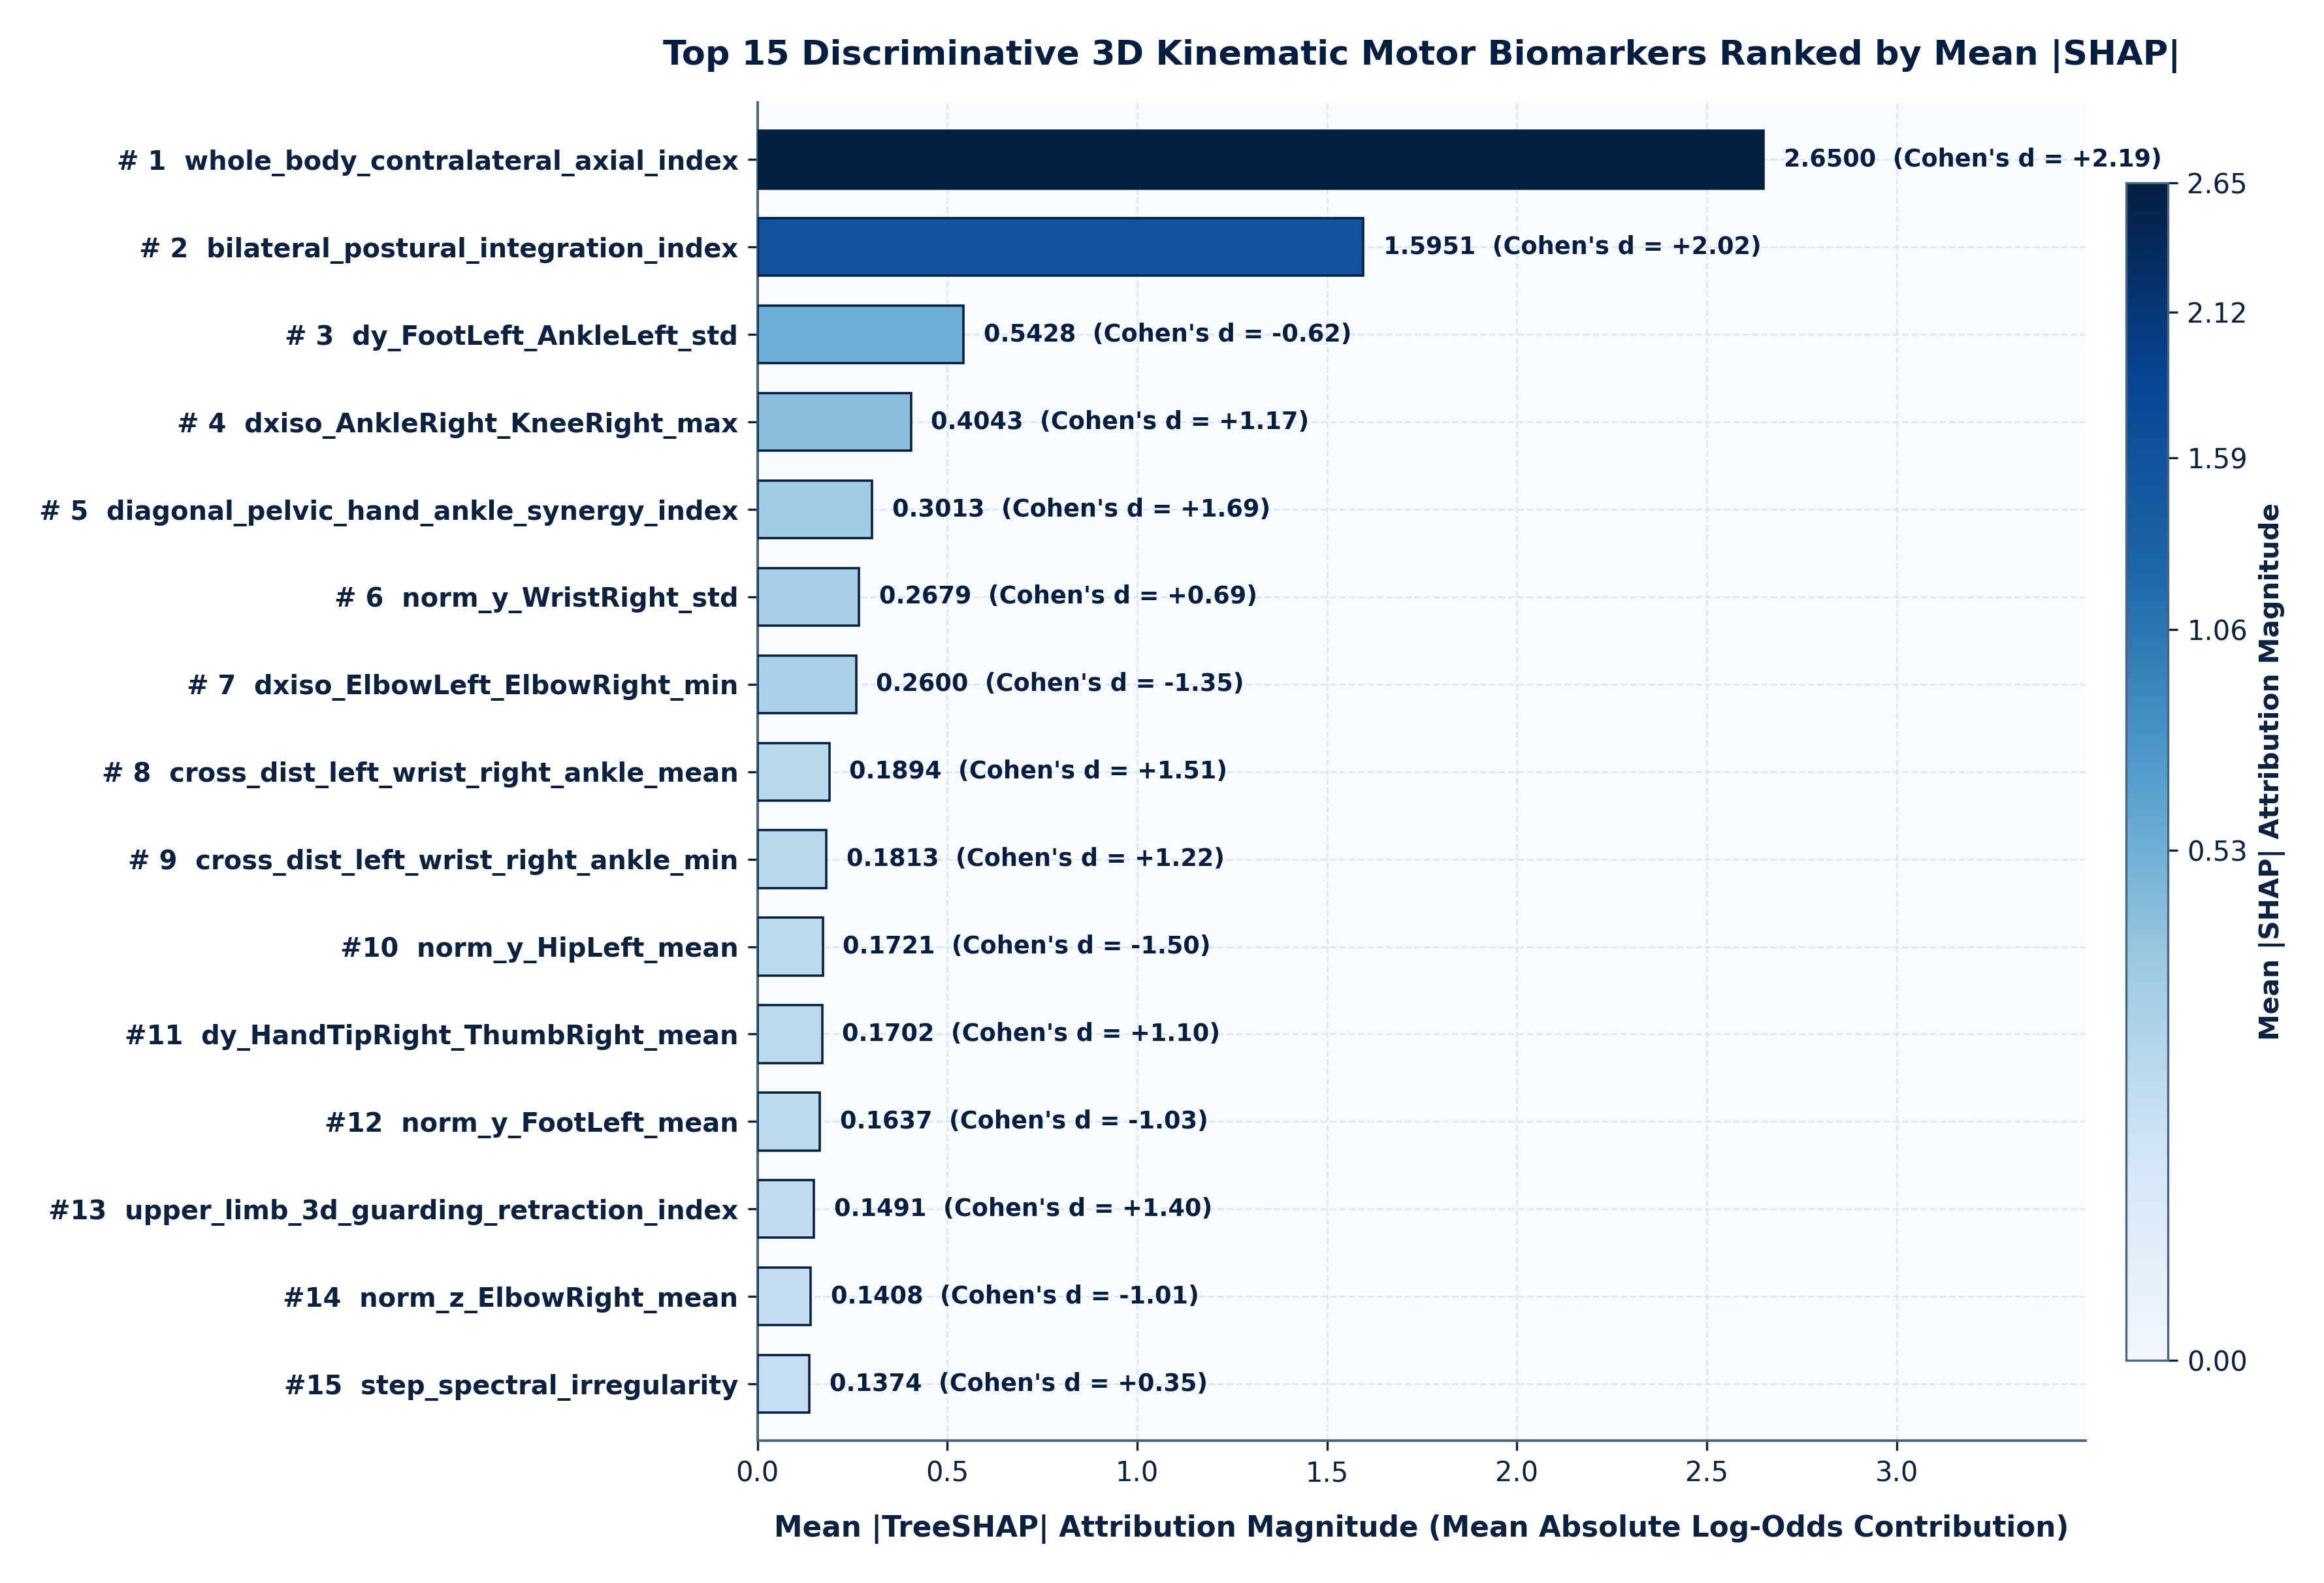 Top 15 Discriminative 3D Kinematic Motor Biomarkers Ranked by Mean |SHAP|
# 1 whole_body_contralateral_axial_index 2.6500 (Cohen's d = +2.19)
# 2 bilateral_postural_integration_index 1.5951 (Cohen's d = +2.02)
# 3 dy_FootLeft_AnkleLeft_std 0.5428 (Cohen's d = -0.62)
# 4 dxiso_AnkleRight_KneeRight_max 0.4043 (Cohen's d = +1.17)
# 5 diagonal_pelvic_hand_ankle_synergy_index 0.3013 (Cohen's d = +1.69)
# 6 norm_y_WristRight_std 0.2679 (Cohen's d = +0.69)
# 7 dxiso_ElbowLeft_ElbowRight_min 0.2600 (Cohen's d = -1.35)
# 8 cross_dist_left_wrist_right_ankle_mean 0.1894 (Cohen's d = +1.51)
# 9 cross_dist_left_wrist_right_ankle_min 0.1813 (Cohen's d = +1.22)
#10 norm_y_HipLeft_mean 0.1721 (Cohen's d = -1.50)
#11 dy_HandTipRight_ThumbRight_mean 0.1702 (Cohen's d = +1.10)
#12 norm_y_FootLeft_mean 0.1637 (Cohen's d = -1.03)
#13 upper_limb_3d_guarding_retraction_index 0.1491 (Cohen's d = +1.40)
#14 norm_z_ElbowRight_mean 0.1408 (Cohen's d = -1.01)
#15 step_spectral_irregularity 0.1374 (Cohen's d = +0.35)
0.0 0.5 1.0 1.5 2.0 2.5 3.0
Mean |TreeSHAP| Attribution Magnitude (Mean Absolute Log-Odds Contribution)
2.65
2.12
1.59
1.06
0.53
0.00
Mean |SHAP| Attribution Magnitude